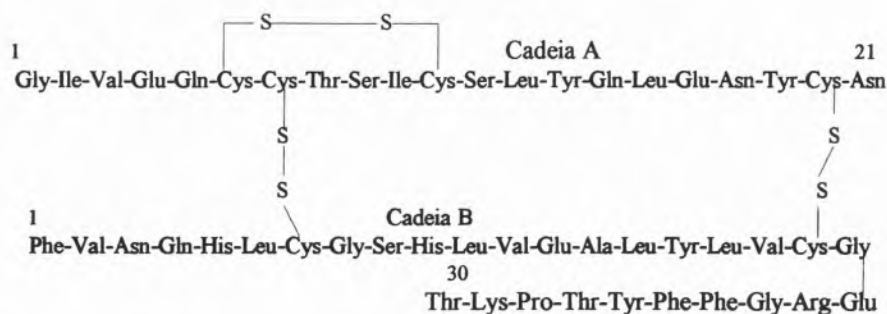 S S
1 Cadeia A 21
Gly-Ile-Val-Glu-Gln-Cys-Cys-Thr-Ser-Ile-Cys-Ser-Leu-Tyr-Gln-Leu-Glu-Asn-Tyr-Cys-Asn
S S
S S
1 Cadeia B
Phe-Val-Asn-Gln-His-Leu-Cys-Gly-Ser-His-Leu-Val-Glu-Ala-Leu-Tyr-Leu-Val-Cys-Gly
30
Thr-Lys-Pro-Thr-Tyr-Phe-Phe-Gly-Arg-Glu